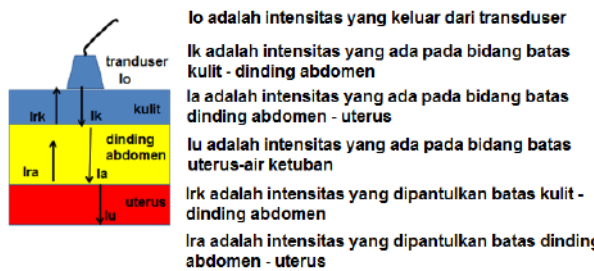 Io adalah intensitas yang keluar dari transduser
tranduser
Io
Ik adalah intensitas yang ada pada bidang batas
kulit - dinding abdomen
kulit
Irk
Ik
Ia adalah intensitas yang ada pada bidang batas
dinding abdomen - uterus
dinding
abdomen
Ira
Ia
Iu adalah intensitas yang ada pada bidang batas
uterus-air ketuban
uterus
Iu
Irk adalah intensitas yang dipantulkan batas kulit -
dinding abdomen
Ira adalah intensitas yang dipantulkan batas dinding
abdomen - uterus